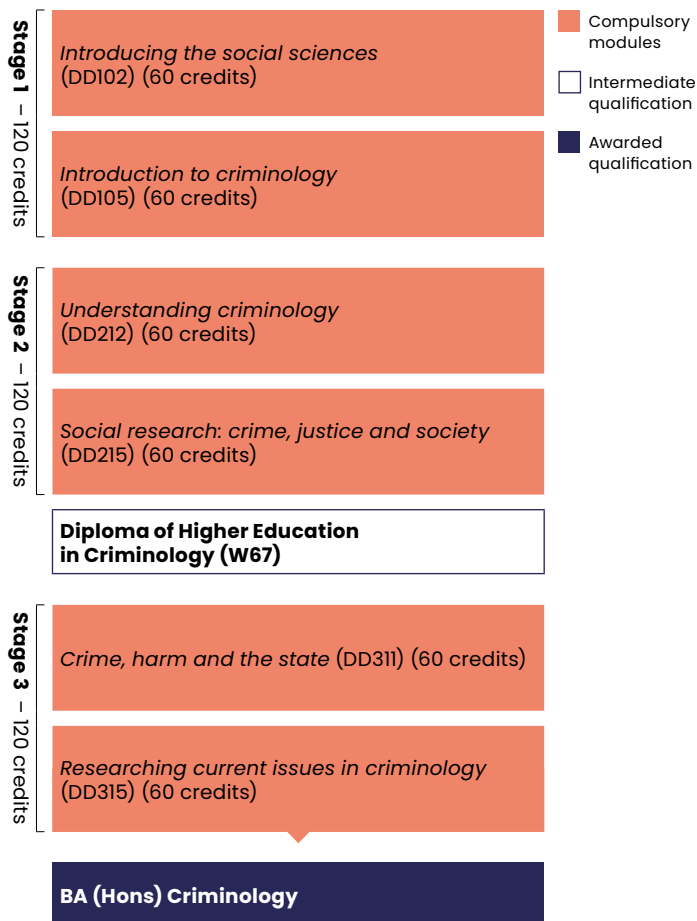 Stage 1 – 120 credits
Introducing the social sciences
(DD102) (60 credits)
Introduction to criminology
(DD105) (60 credits)
Compulsory
modules
Intermediate
qualification
Awarded
qualification
Stage 2 – 120 credits
Understanding criminology
(DD212) (60 credits)
Social research: crime, justice and society
(DD215) (60 credits)
Diploma of Higher Education
in Criminology (W67)
Stage 3 – 120 credits
Crime, harm and the state (DD311) (60 credits)
Researching current issues in criminology
(DD315) (60 credits)
BA (Hons) Criminology